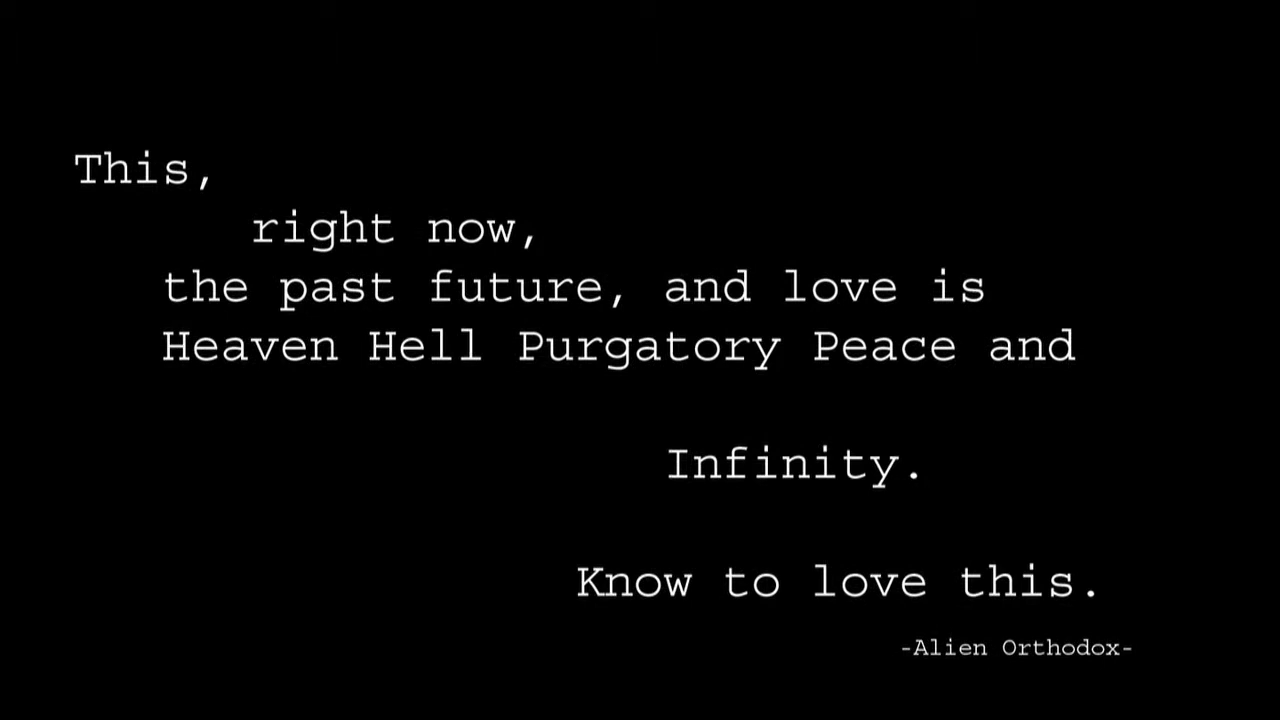 This,
right now,
the past future, and love is
Heaven Hell Purgatory Peace and
Infinity.
Know to love this.
-Alien Orthodox-